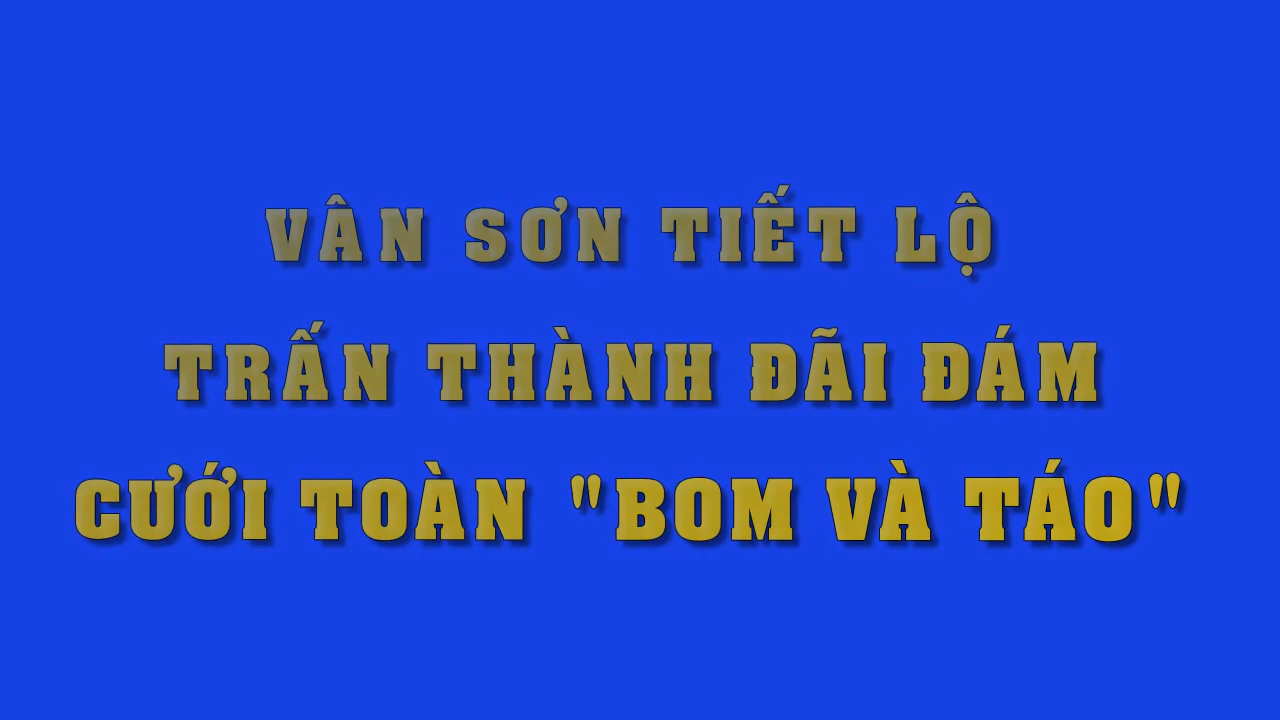 VÂN SƠN TIẾT LỘ
TRẤN THÀNH ĐÃI ĐÁM
CƯỚI TOÀN "BOM VÀ TÁO"